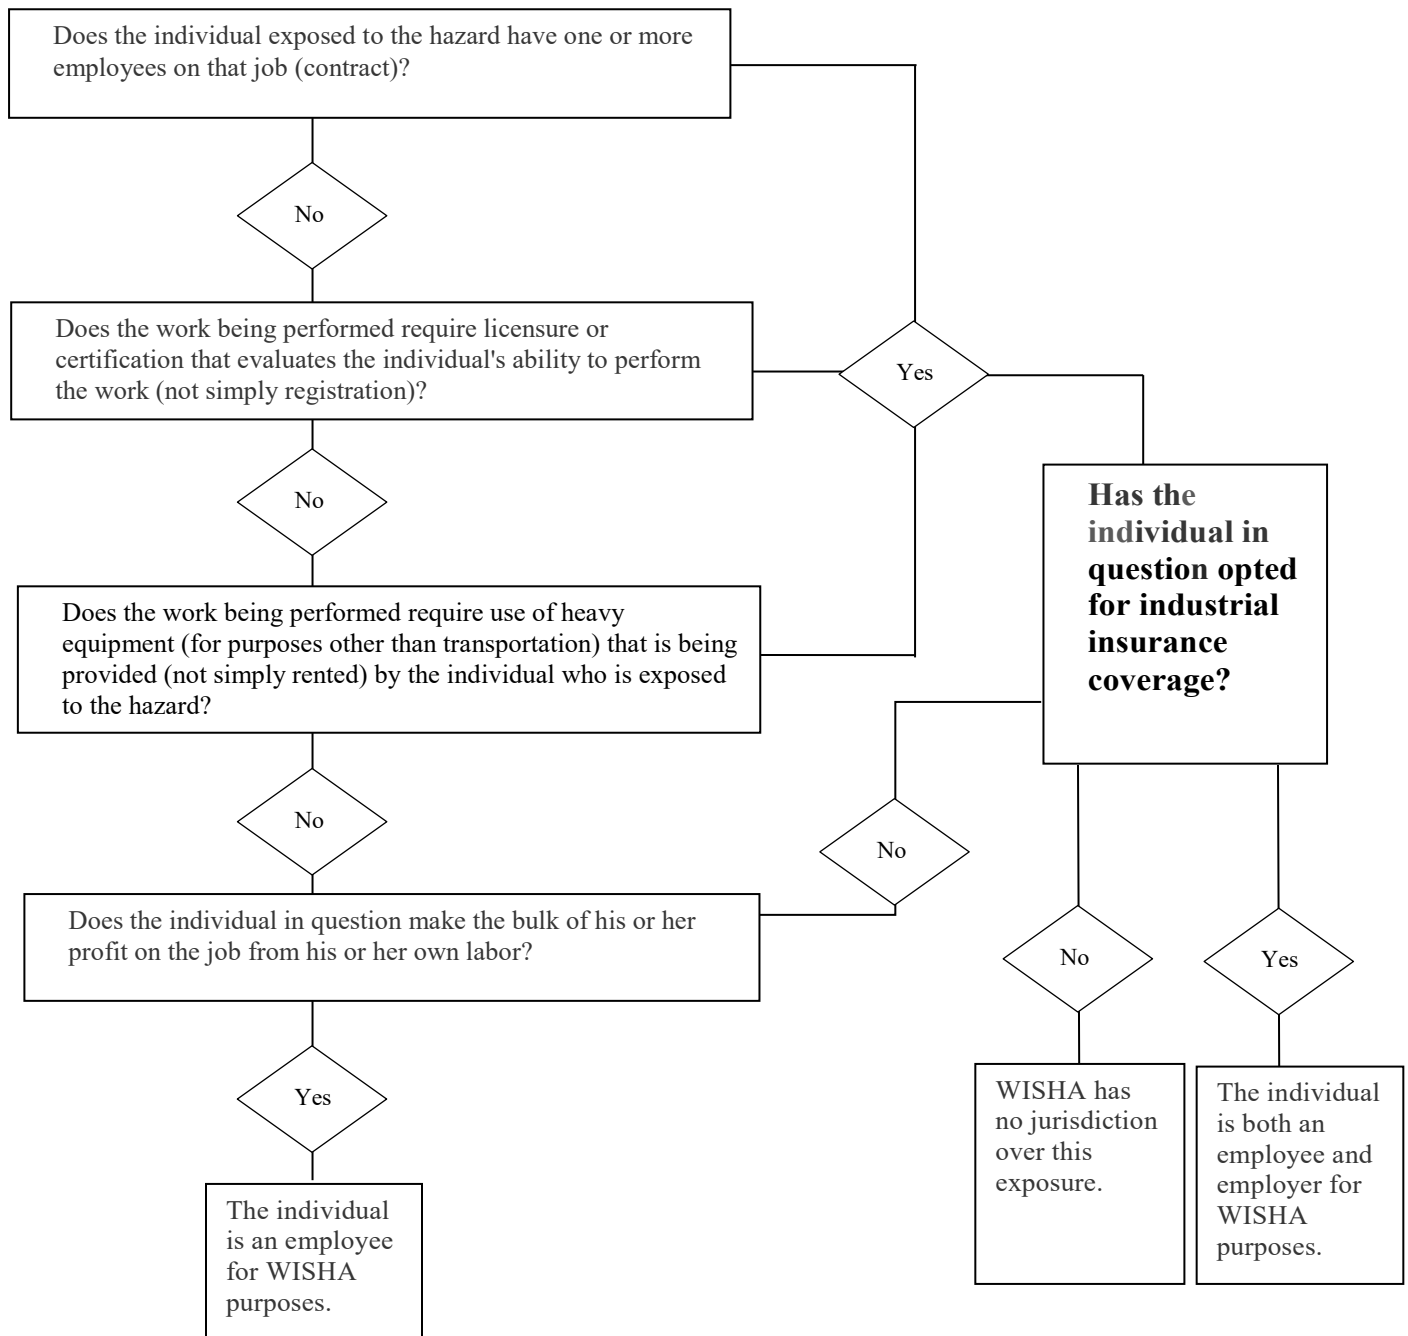 Does the individual exposed to the hazard have one or more
employees on that job (contract)?
No
Does the work being performed require licensure or
certification that evaluates the individual's ability to perform
the work (not simply registration)?
Yes
No
Has the
individual in
question opted
for industrial
insurance
coverage?
Does the work being performed require use of heavy
equipment (for purposes other than transportation) that is being
provided (not simply rented) by the individual who is exposed
to the hazard?
No
No
Does the individual in question make the bulk of his or her
profit on the job from his or her own labor?
No
Yes
Yes
WISHA has
no jurisdiction
over this
exposure.
The individual
is both an
employee and
employer for
WISHA
purposes.
The individual
is an employee
for WISHA
purposes.